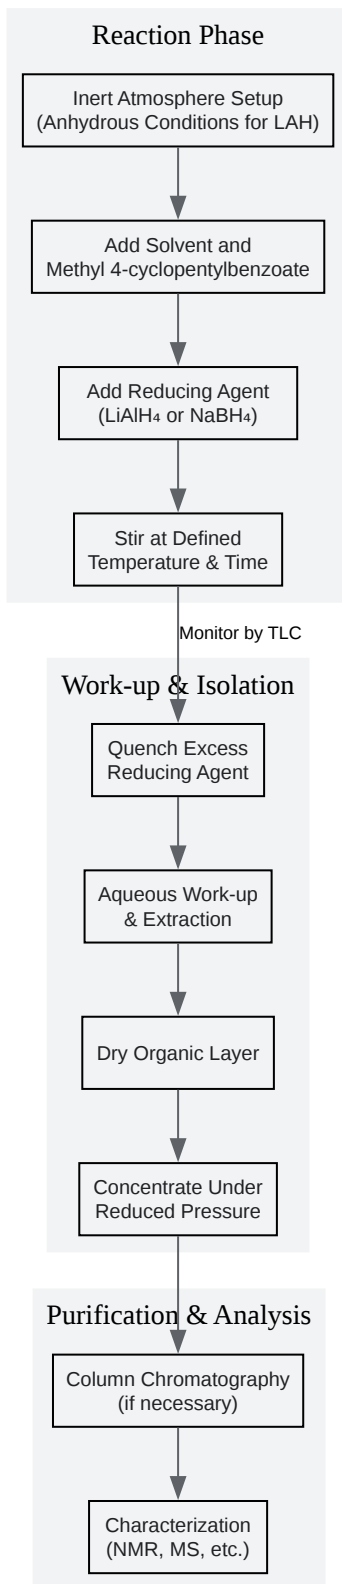 Reaction Phase
Inert Atmosphere Setup
(Anhydrous Conditions for LAH)
Add Solvent and
Methyl 4-cyclopentylbenzoate
Add Reducing Agent
(LiAlH₄ or NaBH₄)
Stir at Defined
Temperature & Time
Monitor by TLC
Work-up & Isolation
Quench Excess
Reducing Agent
Aqueous Work-up
& Extraction
Dry Organic Layer
Concentrate Under
Reduced Pressure
Purification & Analysis
Column Chromatography
(if necessary)
Characterization
(NMR, MS, etc.)